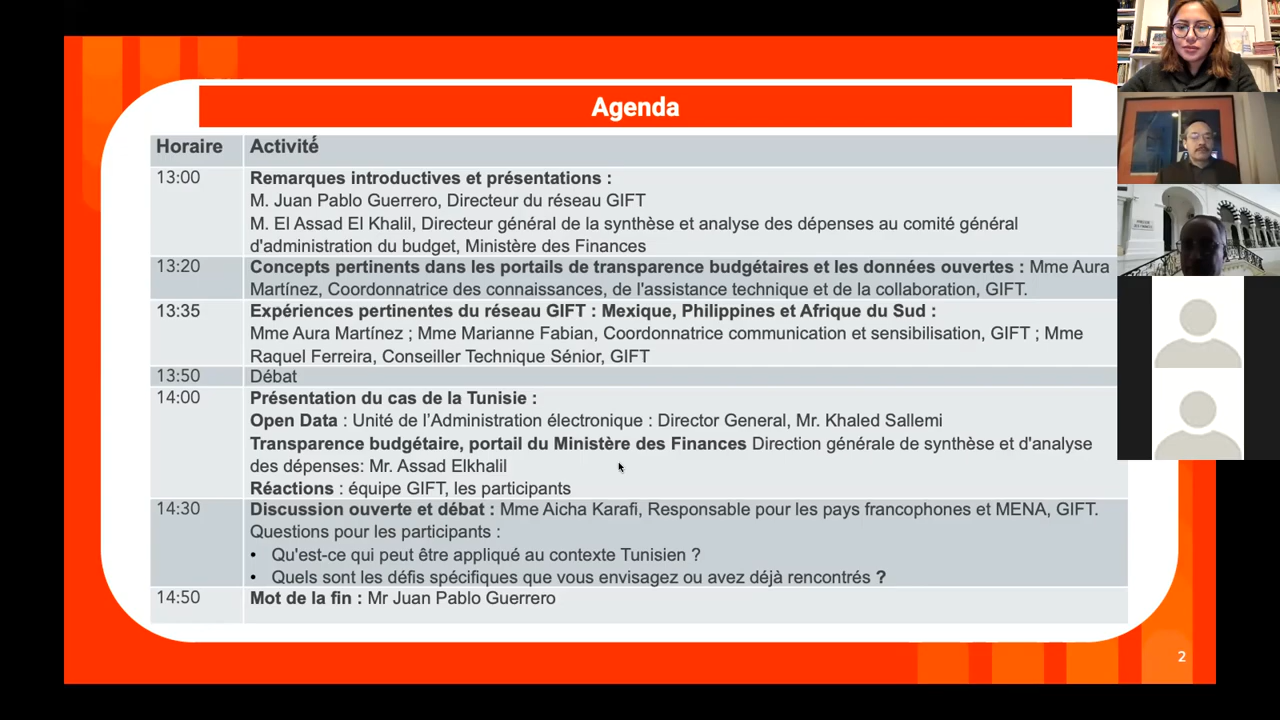 Agenda
Horaire Activité
13:00 Remarques introductives et présentations :
M. Juan Pablo Guerrero, Directeur du réseau GIFT
M. El Assad El Khalil, Directeur général de la synthèse et analyse des dépenses au comité général
d'administration du budget, Ministère des Finances
13:20 Concepts pertinents dans les portails de transparence budgétaires et les données ouvertes : Mme Aura
Martínez, Coordonnatrice des connaissances, de l'assistance technique et de la collaboration, GIFT.
13:35 Expériences pertinentes du réseau GIFT : Mexique, Philippines et Afrique du Sud :
Mme Aura Martínez ; Mme Marianne Fabian, Coordonnatrice communication et sensibilisation, GIFT ; Mme
Raquel Ferreira, Conseiller Technique Sénior, GIFT
13:50 Débat
14:00 Présentation du cas de la Tunisie :
Open Data : Unité de l’Administration électronique : Director General, Mr. Khaled Sallemi
Transparence budgétaire, portail du Ministère des Finances Direction générale de synthèse et d'analyse
des dépenses: Mr. Assad Elkhalil
Réactions : équipe GIFT, les participants
14:30 Discussion ouverte et débat : Mme Aicha Karafi, Responsable pour les pays francophones et MENA, GIFT.
Questions pour les participants :
• Qu'est-ce qui peut être appliqué au contexte Tunisien ?
• Quels sont les défis spécifiques que vous envisagez ou avez déjà rencontrés ?
14:50 Mot de la fin : Mr Juan Pablo Guerrero
2